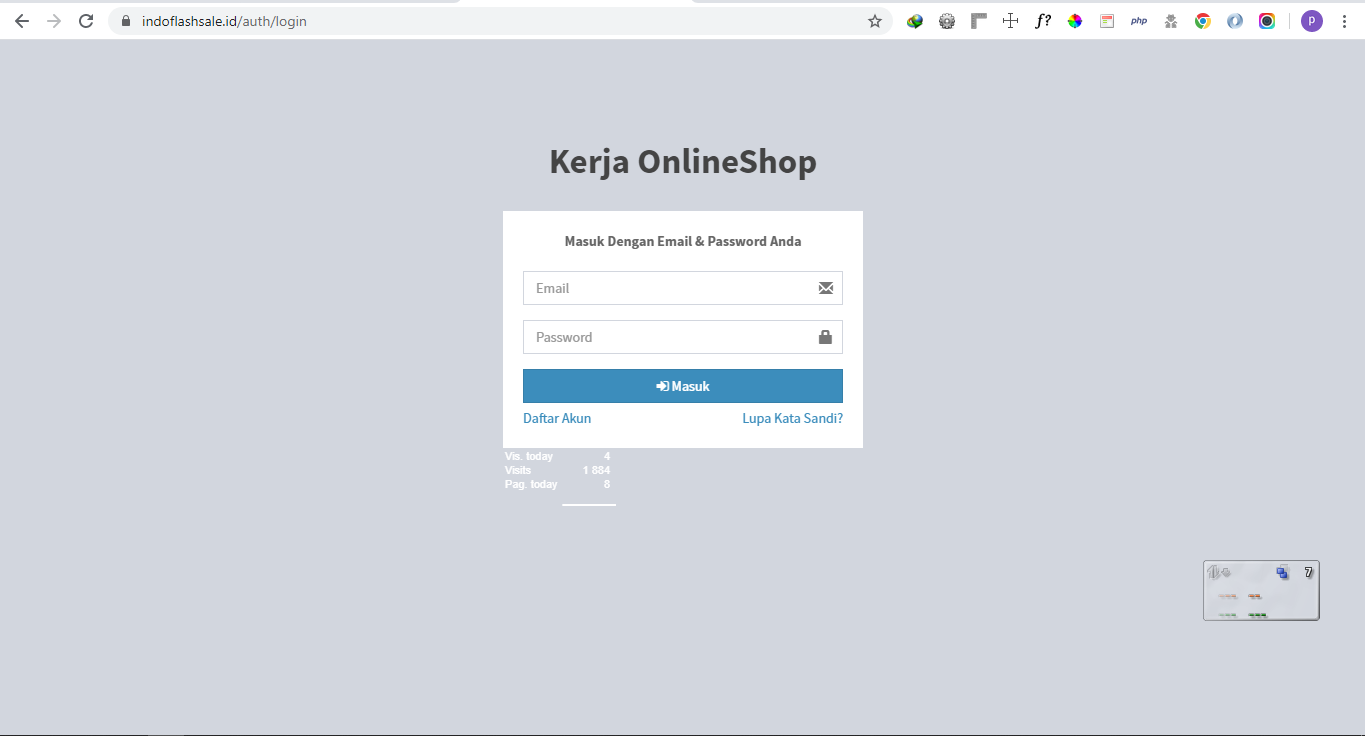 indoflashsale.id/auth/login
f?
php
p
Kerja OnlineShop
Masuk Dengan Email & Password Anda
Email
Password
Masuk
Daftar Akun Lupa Kata Sandi?
Vis. today 4
Visits 1 884
Pag. today 8
7